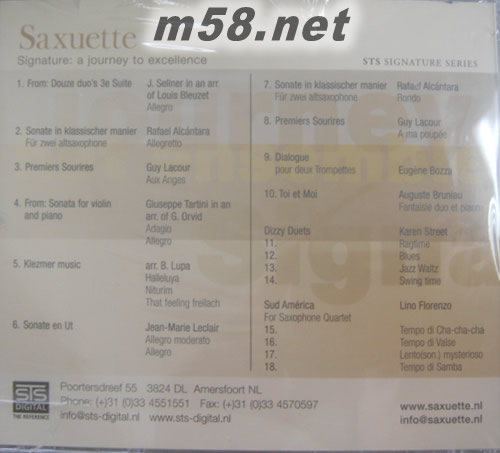 m58.net
Saxuette
Signature: a journey to excellence
STS SIGNATURE SERIES
1. From: Douze duo's 3e Suite J. Sellner in an arr.
of Louis Bleuzet
Allegro
2. Sonate in klassischer manier Rafael Alcántara
Für zwei altsaxophone Allegretto
3. Premiers Sourires Guy Lacour
Aux Anges
4. From: Sonata for violin Giuseppe Tartini in an
and piano arr. of G. Orvid
Adagio
Allegro
5. Klezmer music arr. B. Lupa
Halleluya
Niturim
That feeling freilach
6. Sonate en Ut Jean-Marie Leclair
Allegro moderato
Allegro
7. Sonate in klassischer manier Rafael Alcántara
Für zwei altsaxophone Rondo
8. Premiers Sourires Guy Lacour
A ma poupée
9. Dialogue
pour deux Trompettes Eugène Bozza
10. Toi et Moi Auguste Bruniau
Fantaisie duo et piano
Dizzy Duets Karen Street
11. Ragtime
12. Blues
13. Jazz Waltz
14. Swing time
Sud América Lino Florenzo
For Saxophone Quartet
15. Tempo di Cha-cha-cha
16. Tempo di Valse
17. Lento(son.) mysterioso
18. Tempo di Samba
STS
DIGITAL
THE REFERENCE
Poortersdreef 55 3824 DL Amersfoort NL
Phone: (+)31 (0)33 4551551 Fax: (+)31 (0)33 4570597
info@sts-digital.nl www.sts-digital.nl
www.saxuette.nl
info@saxuette.nl